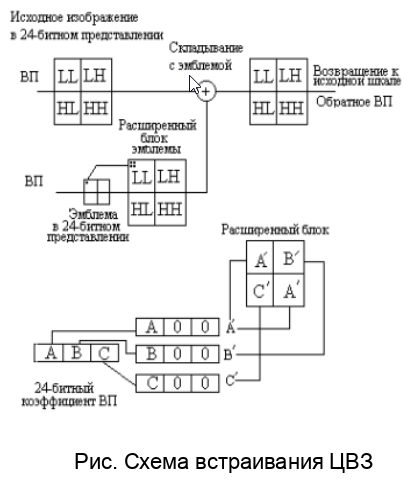 Исходное изображение
в 24-битном представлении
Складывание
с эмблемой
ВП
LL LH
HL HH
+
LL LH
HL HH
Возвращение к
исходной шкале
Обратное ВП
Расширенный
блок
эмблемы
LL LH
HL HH
ВП
Эмблема
в 24-битном
представлении
Расширенный блок
A′ B′
C′ A′
A 0 0 A′
A B C
B 0 0 B′
C 0 0 C′
24-битный
коэффициент ВП
Рис. Схема встраивания ЦВЗ